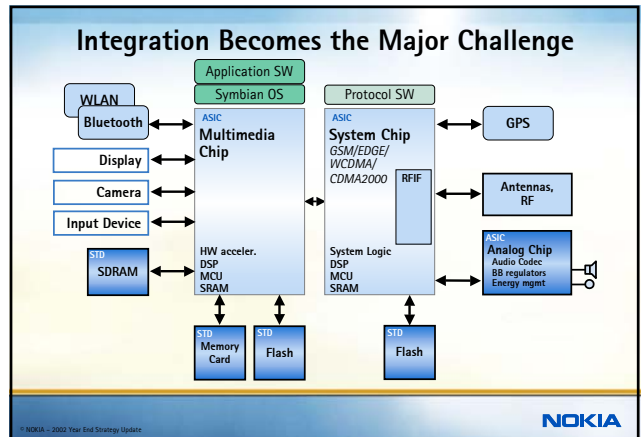 Integration Becomes the Major Challenge
Application SW
Symbian OS
Protocol SW
WLAN
Bluetooth
Display
Camera
Input Device
STD
SDRAM
ASIC
Multimedia
Chip
HW acceler.
DSP
MCU
SRAM
ASIC
System Chip
GSM/EDGE/
WCDMA/
CDMA2000
RFIF
System Logic
DSP
MCU
SRAM
GPS
Antennas,
RF
ASIC
Analog Chip
Audio Codec
BB regulators
Energy mgmt
STD
Memory
Card
STD
Flash
STD
Flash
© NOKIA – 2002 Year End Strategy Update
NOKIA